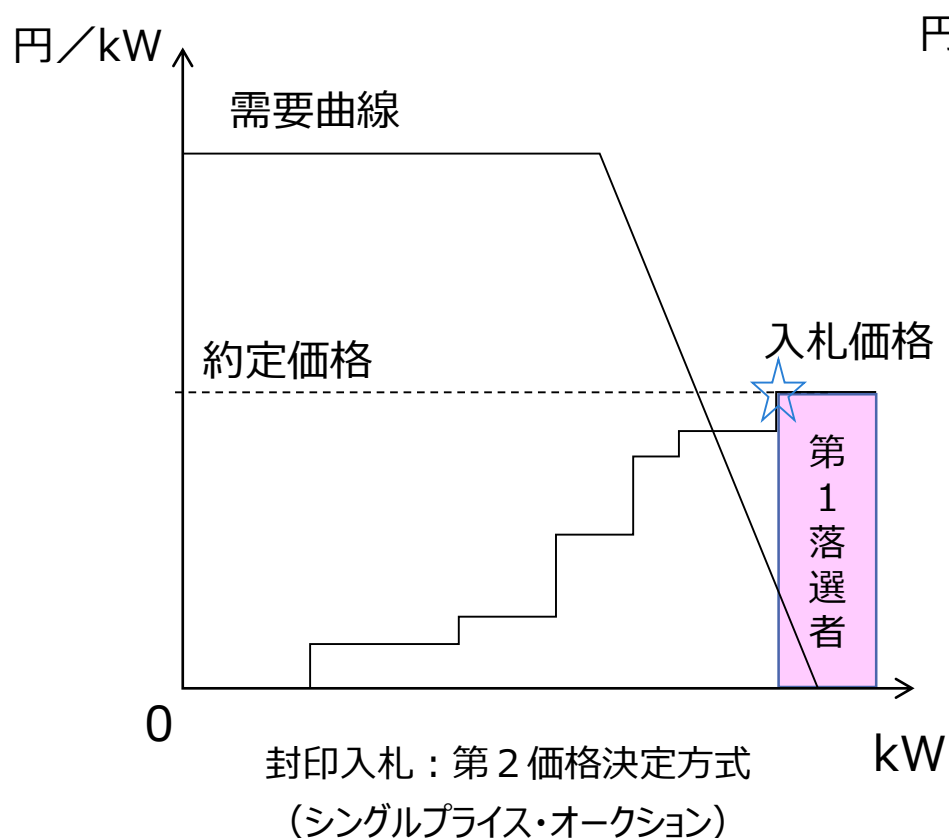 円／kW
円
需要曲線
約定価格
入札価格
第
1
落
選
者
0
kW
封印入札：第２価格決定方式
（シングルプライス・オークション）